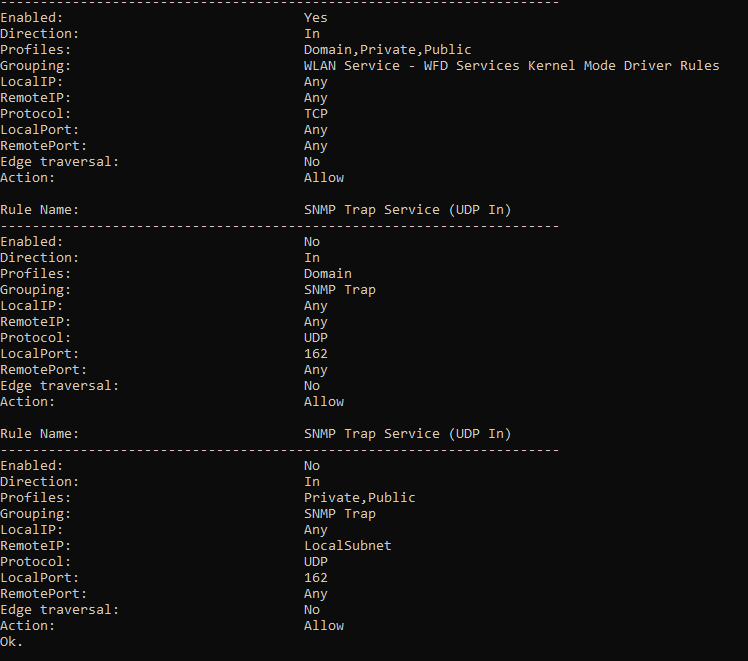 ----------------------------------------------------------------------
Enabled:                              Yes
Direction:                            In
Profiles:                             Domain,Private,Public
Grouping:                             WLAN Service - WFD Services Kernel Mode Driver Rules
LocalIP:                              Any
RemoteIP:                             Any
Protocol:                             TCP
LocalPort:                            Any
RemotePort:                           Any
Edge traversal:                       No
Action:                               Allow

Rule Name:                            SNMP Trap Service (UDP In)
----------------------------------------------------------------------
Enabled:                              No
Direction:                            In
Profiles:                             Domain
Grouping:                             SNMP Trap
LocalIP:                              Any
RemoteIP:                             Any
Protocol:                             UDP
LocalPort:                            162
RemotePort:                           Any
Edge traversal:                       No
Action:                               Allow

Rule Name:                            SNMP Trap Service (UDP In)
----------------------------------------------------------------------
Enabled:                              No
Direction:                            In
Profiles:                             Private,Public
Grouping:                             SNMP Trap
LocalIP:                              Any
RemoteIP:                             LocalSubnet
Protocol:                             UDP
LocalPort:                            162
RemotePort:                           Any
Edge traversal:                       No
Action:                               Allow
Ok.